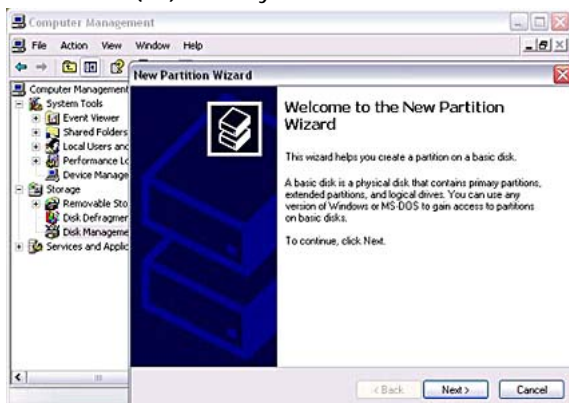 Computer Management
File Action View Window Help
New Partition Wizard
Computer Management
System Tools
Event Viewer
Shared Folders
Local Users and
Performance Lo
Device Manage
Storage
Removable Sto
Disk Defragmen
Disk Manageme
Services and Applic
Welcome to the New Partition
Wizard
This wizard helps you create a partition on a basic disk.
A basic disk is a physical disk that contains primary partitions,
extended partitions, and logical drives. You can use any
version of Windows or MS-DOS to gain access to partitions
on basic disks.
To continue, click Next.
< Back Next > Cancel